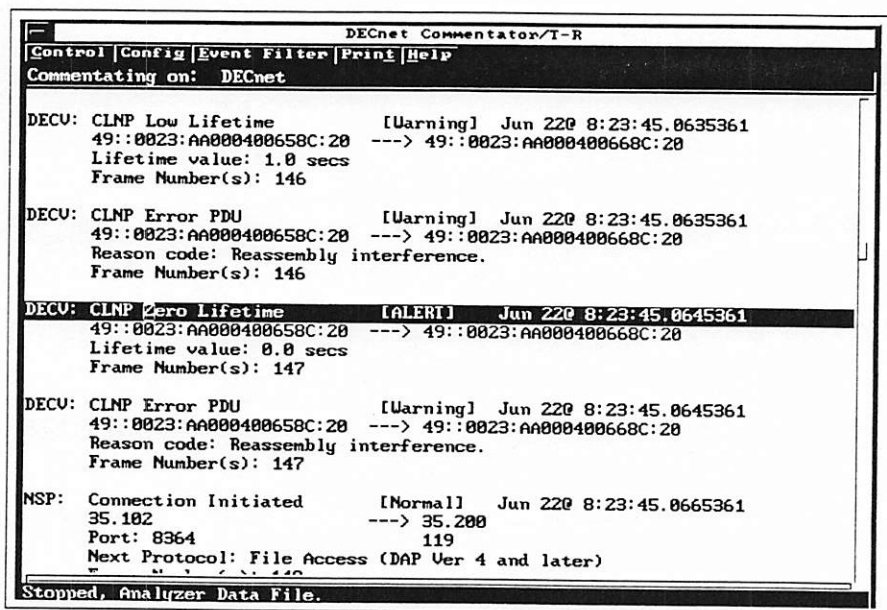 DECnet Commentator/T-R
Control |Config |Event Filter |Print |Help
Commentating on: DECnet
DECV: CLNP Low Lifetime [Warning] Jun 22@ 8:23:45.0635361
49::0023:AA000400658C:20 ---> 49::0023:AA000400668C:20
Lifetime value: 1.0 secs
Frame Number(s): 146
DECV: CLNP Error PDU [Warning] Jun 22@ 8:23:45.0635361
49::0023:AA000400658C:20 ---> 49::0023:AA000400668C:20
Reason code: Reassembly interference.
Frame Number(s): 146
DECV: CLNP Zero Lifetime [ALERT] Jun 22@ 8:23:45.0645361
49::0023:AA000400658C:20 ---> 49::0023:AA000400668C:20
Lifetime value: 0.0 secs
Frame Number(s): 147
DECV: CLNP Error PDU [Warning] Jun 22@ 8:23:45.0645361
49::0023:AA000400658C:20 ---> 49::0023:AA000400668C:20
Reason code: Reassembly interference.
Frame Number(s): 147
NSP: Connection Initiated [Normal] Jun 22@ 8:23:45.0665361
35.102 ---> 35.200
Port: 8364 119
Next Protocol: File Access (DAP Ver 4 and later)
Stopped, Analyzer Data File.